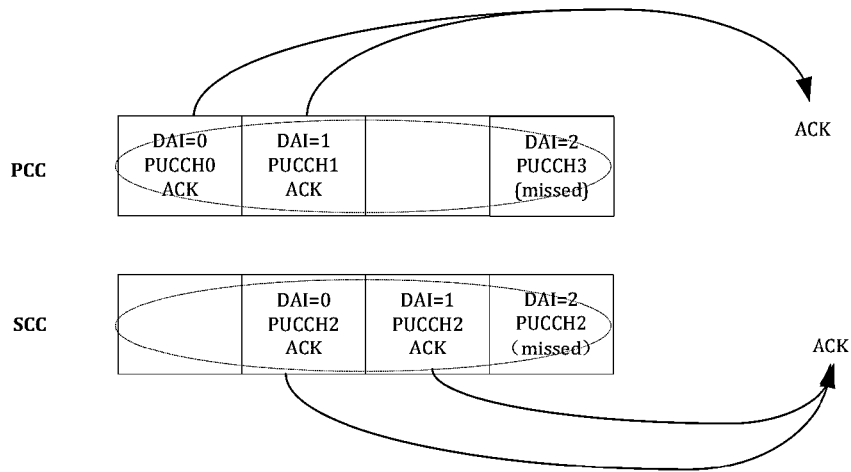 ACK
PCC
DAI=0
PUCCH0
ACK
DAI=1
PUCCH1
ACK
DAI=2
PUCCH3
(missed)
SCC
DAI=0
PUCCH2
ACK
DAI=1
PUCCH2
ACK
DAI=2
PUCCH2
（missed）
ACK